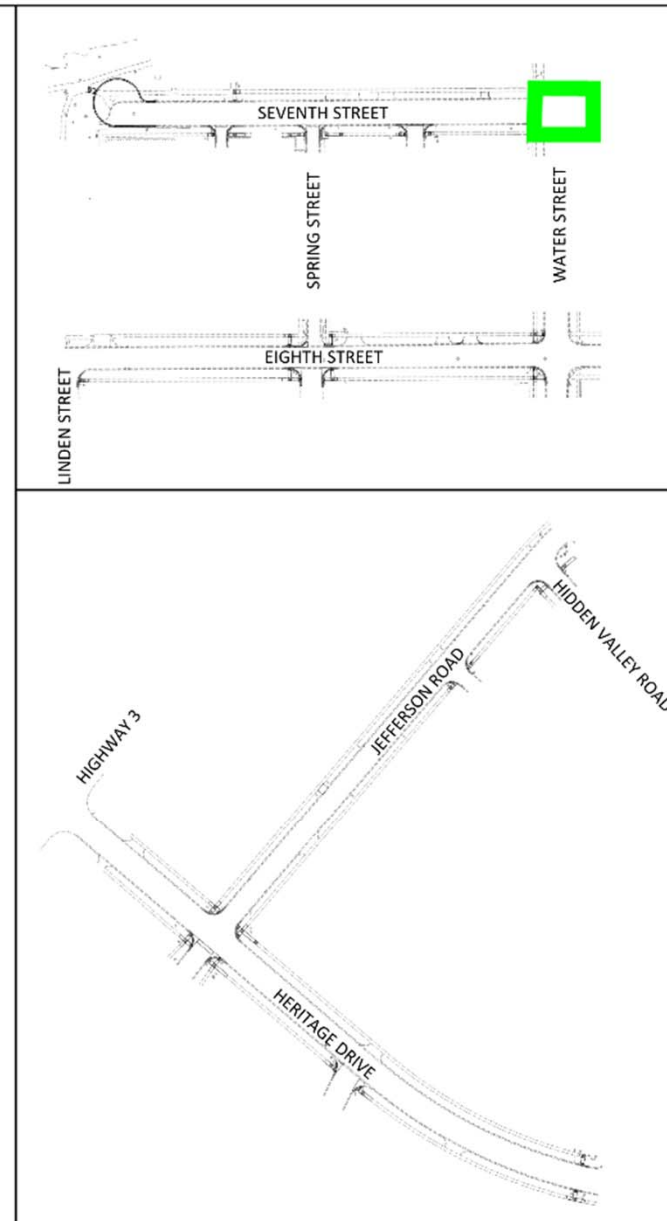 SEVENTH STREET
SPRING STREET
WATER STREET
EIGHTH STREET
LINDEN STREET
HIDDEN VALLEY ROAD
JEFFERSON ROAD
HIGHWAY 3
HERITAGE DRIVE